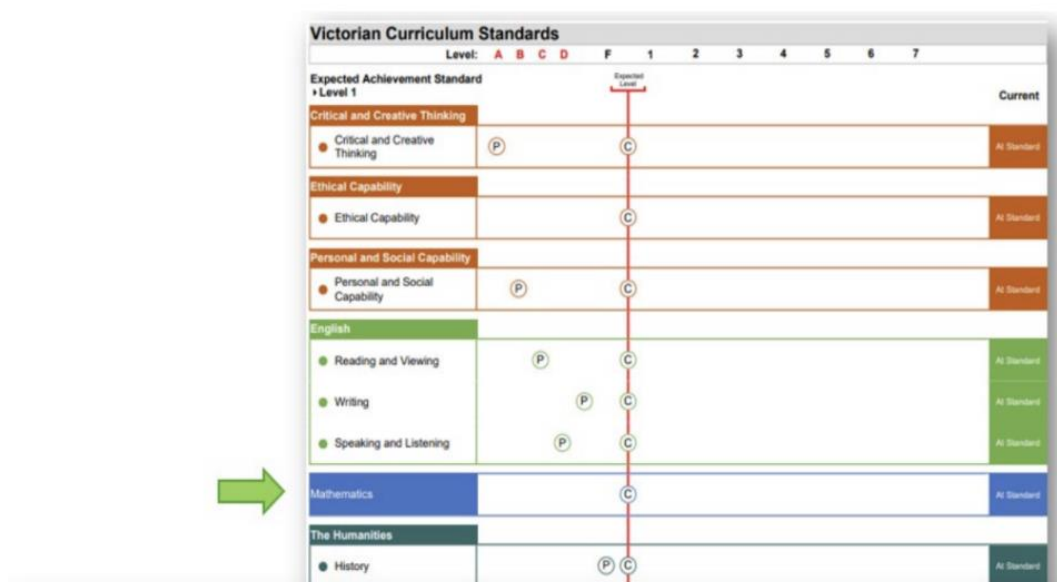 Victorian Curriculum Standards
Level: A B C D F 1 2 3 4 5 6 7
Expected Achievement Standard
Level 1
Expected
Level
Current
Critical and Creative Thinking
Critical and Creative
Thinking
P C At Standard
Ethical Capability
Ethical Capability C At Standard
Personal and Social Capability
Personal and Social
Capability
P C At Standard
English
Reading and Viewing P C At Standard
Writing P C At Standard
Speaking and Listening P C At Standard
Mathematics C At Standard
The Humanities
History P C At Standard